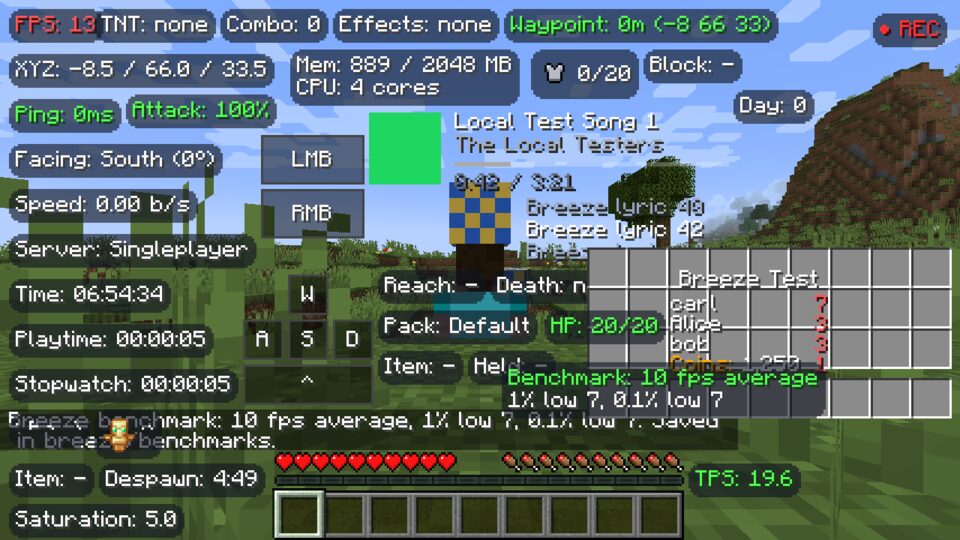 FPS: 13 TNT: none Combo: 0 Effects: none Waypoint: 0m (-8 66 33) REC
XYZ: -8.5 / 66.0 / 33.5
Mem: 889 / 2048 MB
CPU: 4 cores
0/20
Block: -
Day: 0
Ping: 0ms
Attack: 100%
Local Test Song 1
The Local Testers
0:42 / 3:21
LMB
RMB
Facing: South (0°)
Speed: 0.00 b/s
Breeze lyric 40
Breeze lyric 42
Breeze
Server: Singleplayer
Time: 06:54:34
W
A S D
^
Reach: - Death: n
Breeze Test
carl 7
Alice 3
bob 3
Coins: 1,250 1
Pack: Default HP: 20/20
Playtime: 00:00:05
Item: - Held: -
Stopwatch: 00:00:05
Benchmark: 10 fps average
1% low 7, 0.1% low 7
Breeze benchmark: 10 fps average, 1% low 7, 0.1% low 7. Saved
in breeze benchmarks.
Item: - Despawn: 4:49
TPS: 19.6
Saturation: 5.0